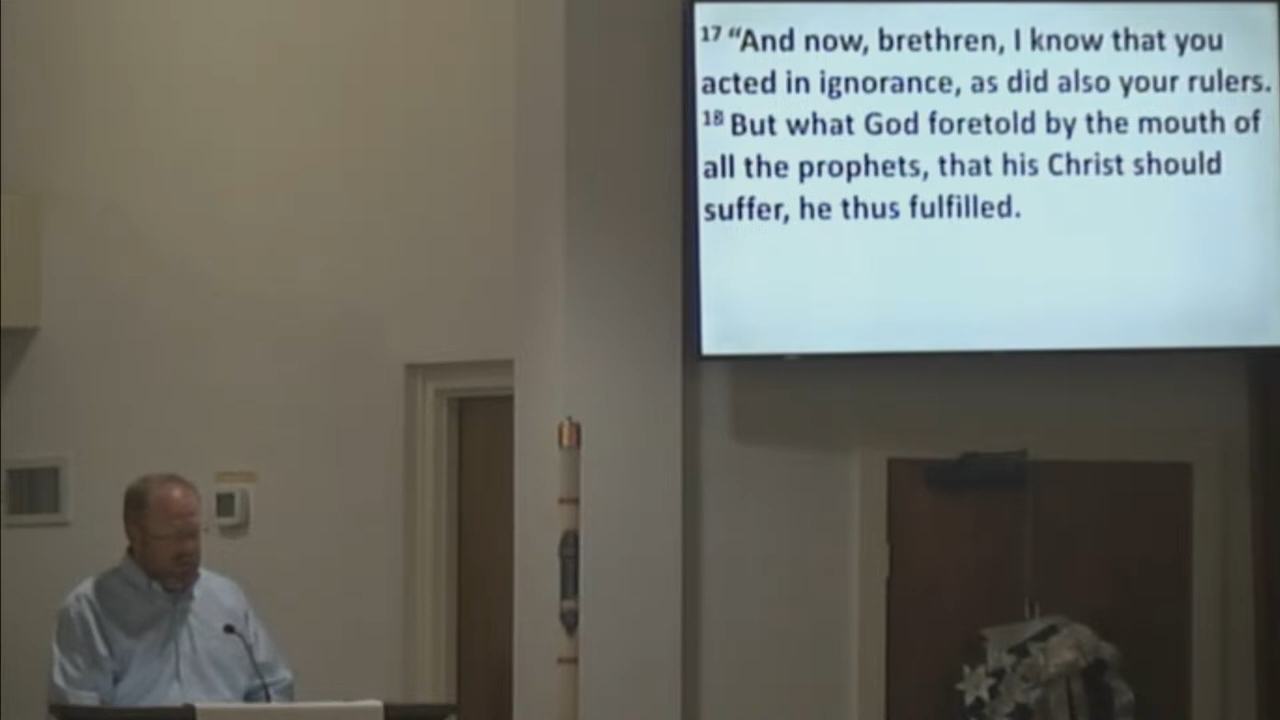 17 “And now, brethren, I know that you
acted in ignorance, as did also your rulers.
18 But what God foretold by the mouth of
all the prophets, that his Christ should
suffer, he thus fulfilled.